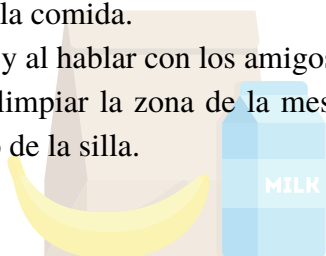 la comida.
y al hablar con los amigos
limpiar la zona de la mes
de la silla.
MILK